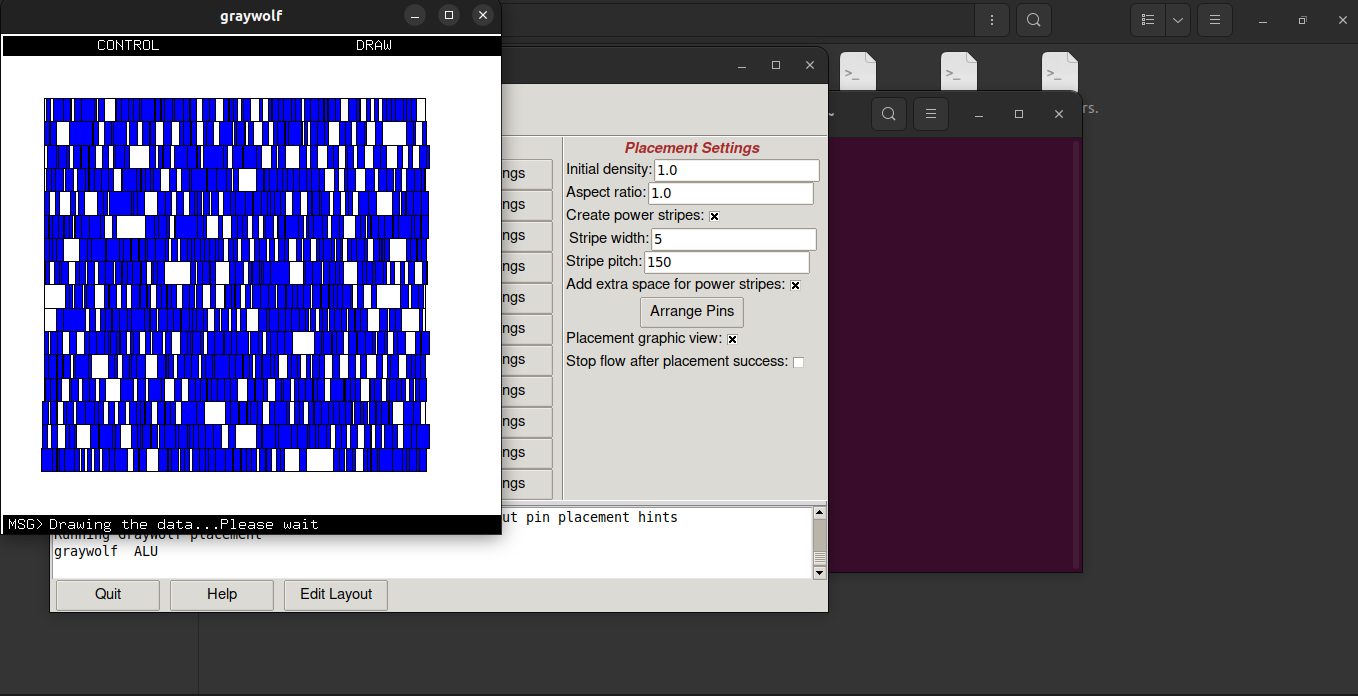 graywolf
CONTROL
DRAW
MSG> Drawing the data...Please wait
rs.
ngs
ngs
ngs
ngs
ngs
ngs
ngs
ngs
ngs
ngs
ngs
Placement Settings
Initial density: 1.0
Aspect ratio: 1.0
Create power stripes:
Stripe width: 5
Stripe pitch: 150
Add extra space for power stripes:
Arrange Pins
Placement graphic view:
Stop flow after placement success:
ut pin placement hints
Running GrayWolf placement
graywolf ALU
Quit
Help
Edit Layout